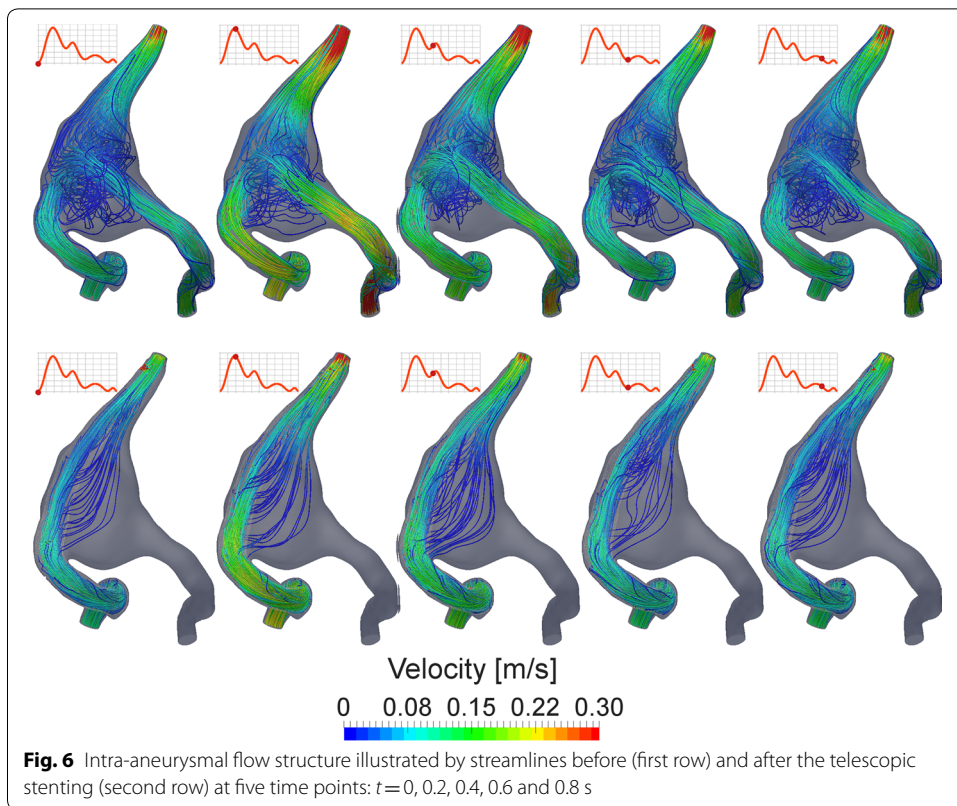 Velocity [m/s]
0 0.08 0.15 0.22 0.30
Fig. 6 Intra-aneurysmal flow structure illustrated by streamlines before (first row) and after the telescopic
stenting (second row) at five time points: t = 0, 0.2, 0.4, 0.6 and 0.8 s